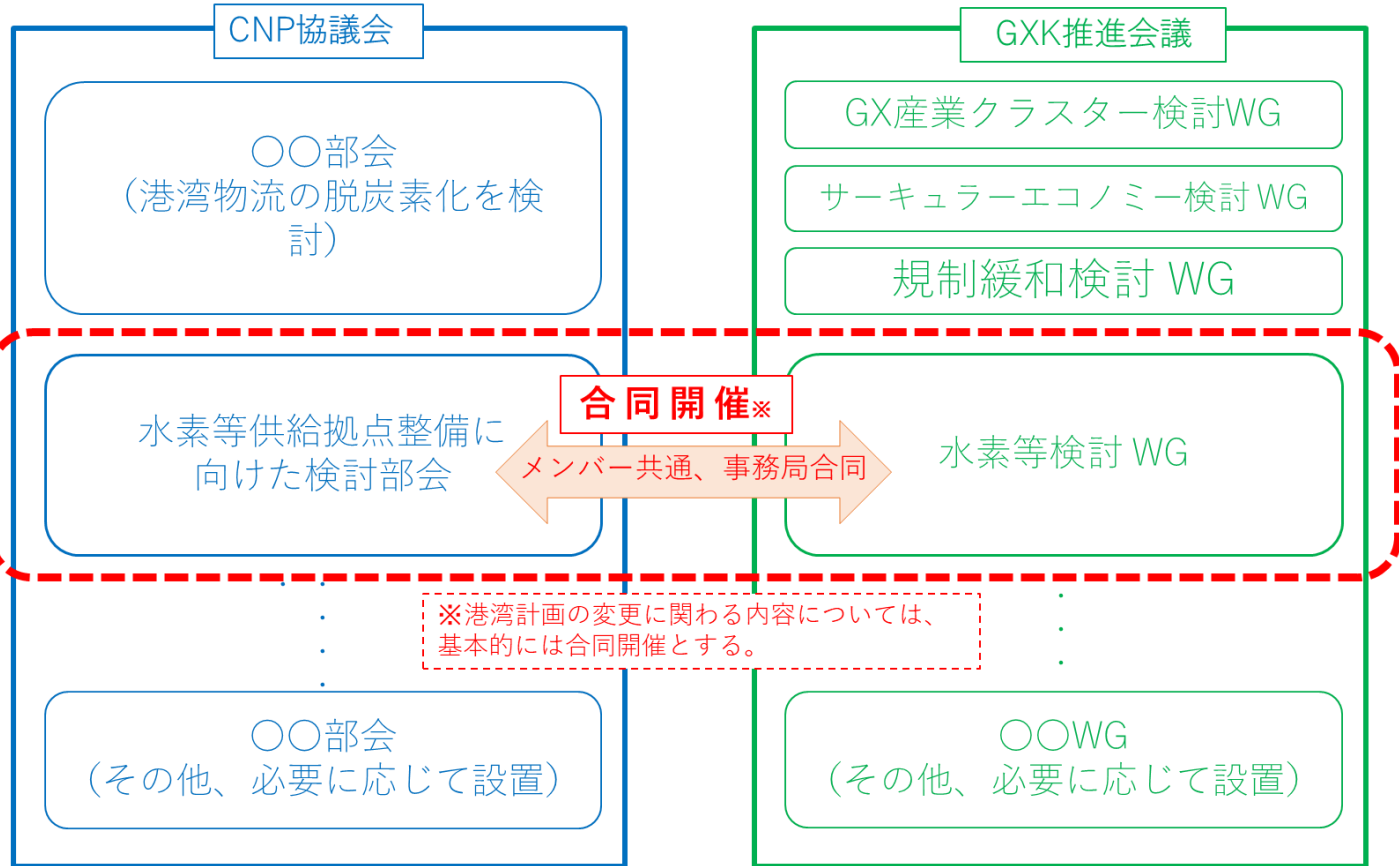 CNP協議会
〇〇部会
（港湾物流の脱炭素化を検
討）
水素等供給拠点整備に
向けた検討部会
〇〇部会
（その他、必要に応じて設置）
合同開催※
メンバー共通、事務局合同
※港湾計画の変更に関わる内容については、
基本的には合同開催とする。
GXK推進会議
GX産業クラスター検討WG
サーキュラーエコノミー検討WG
規制緩和検討 WG
水素等検討 WG
〇〇WG
（その他、必要に応じて設置）